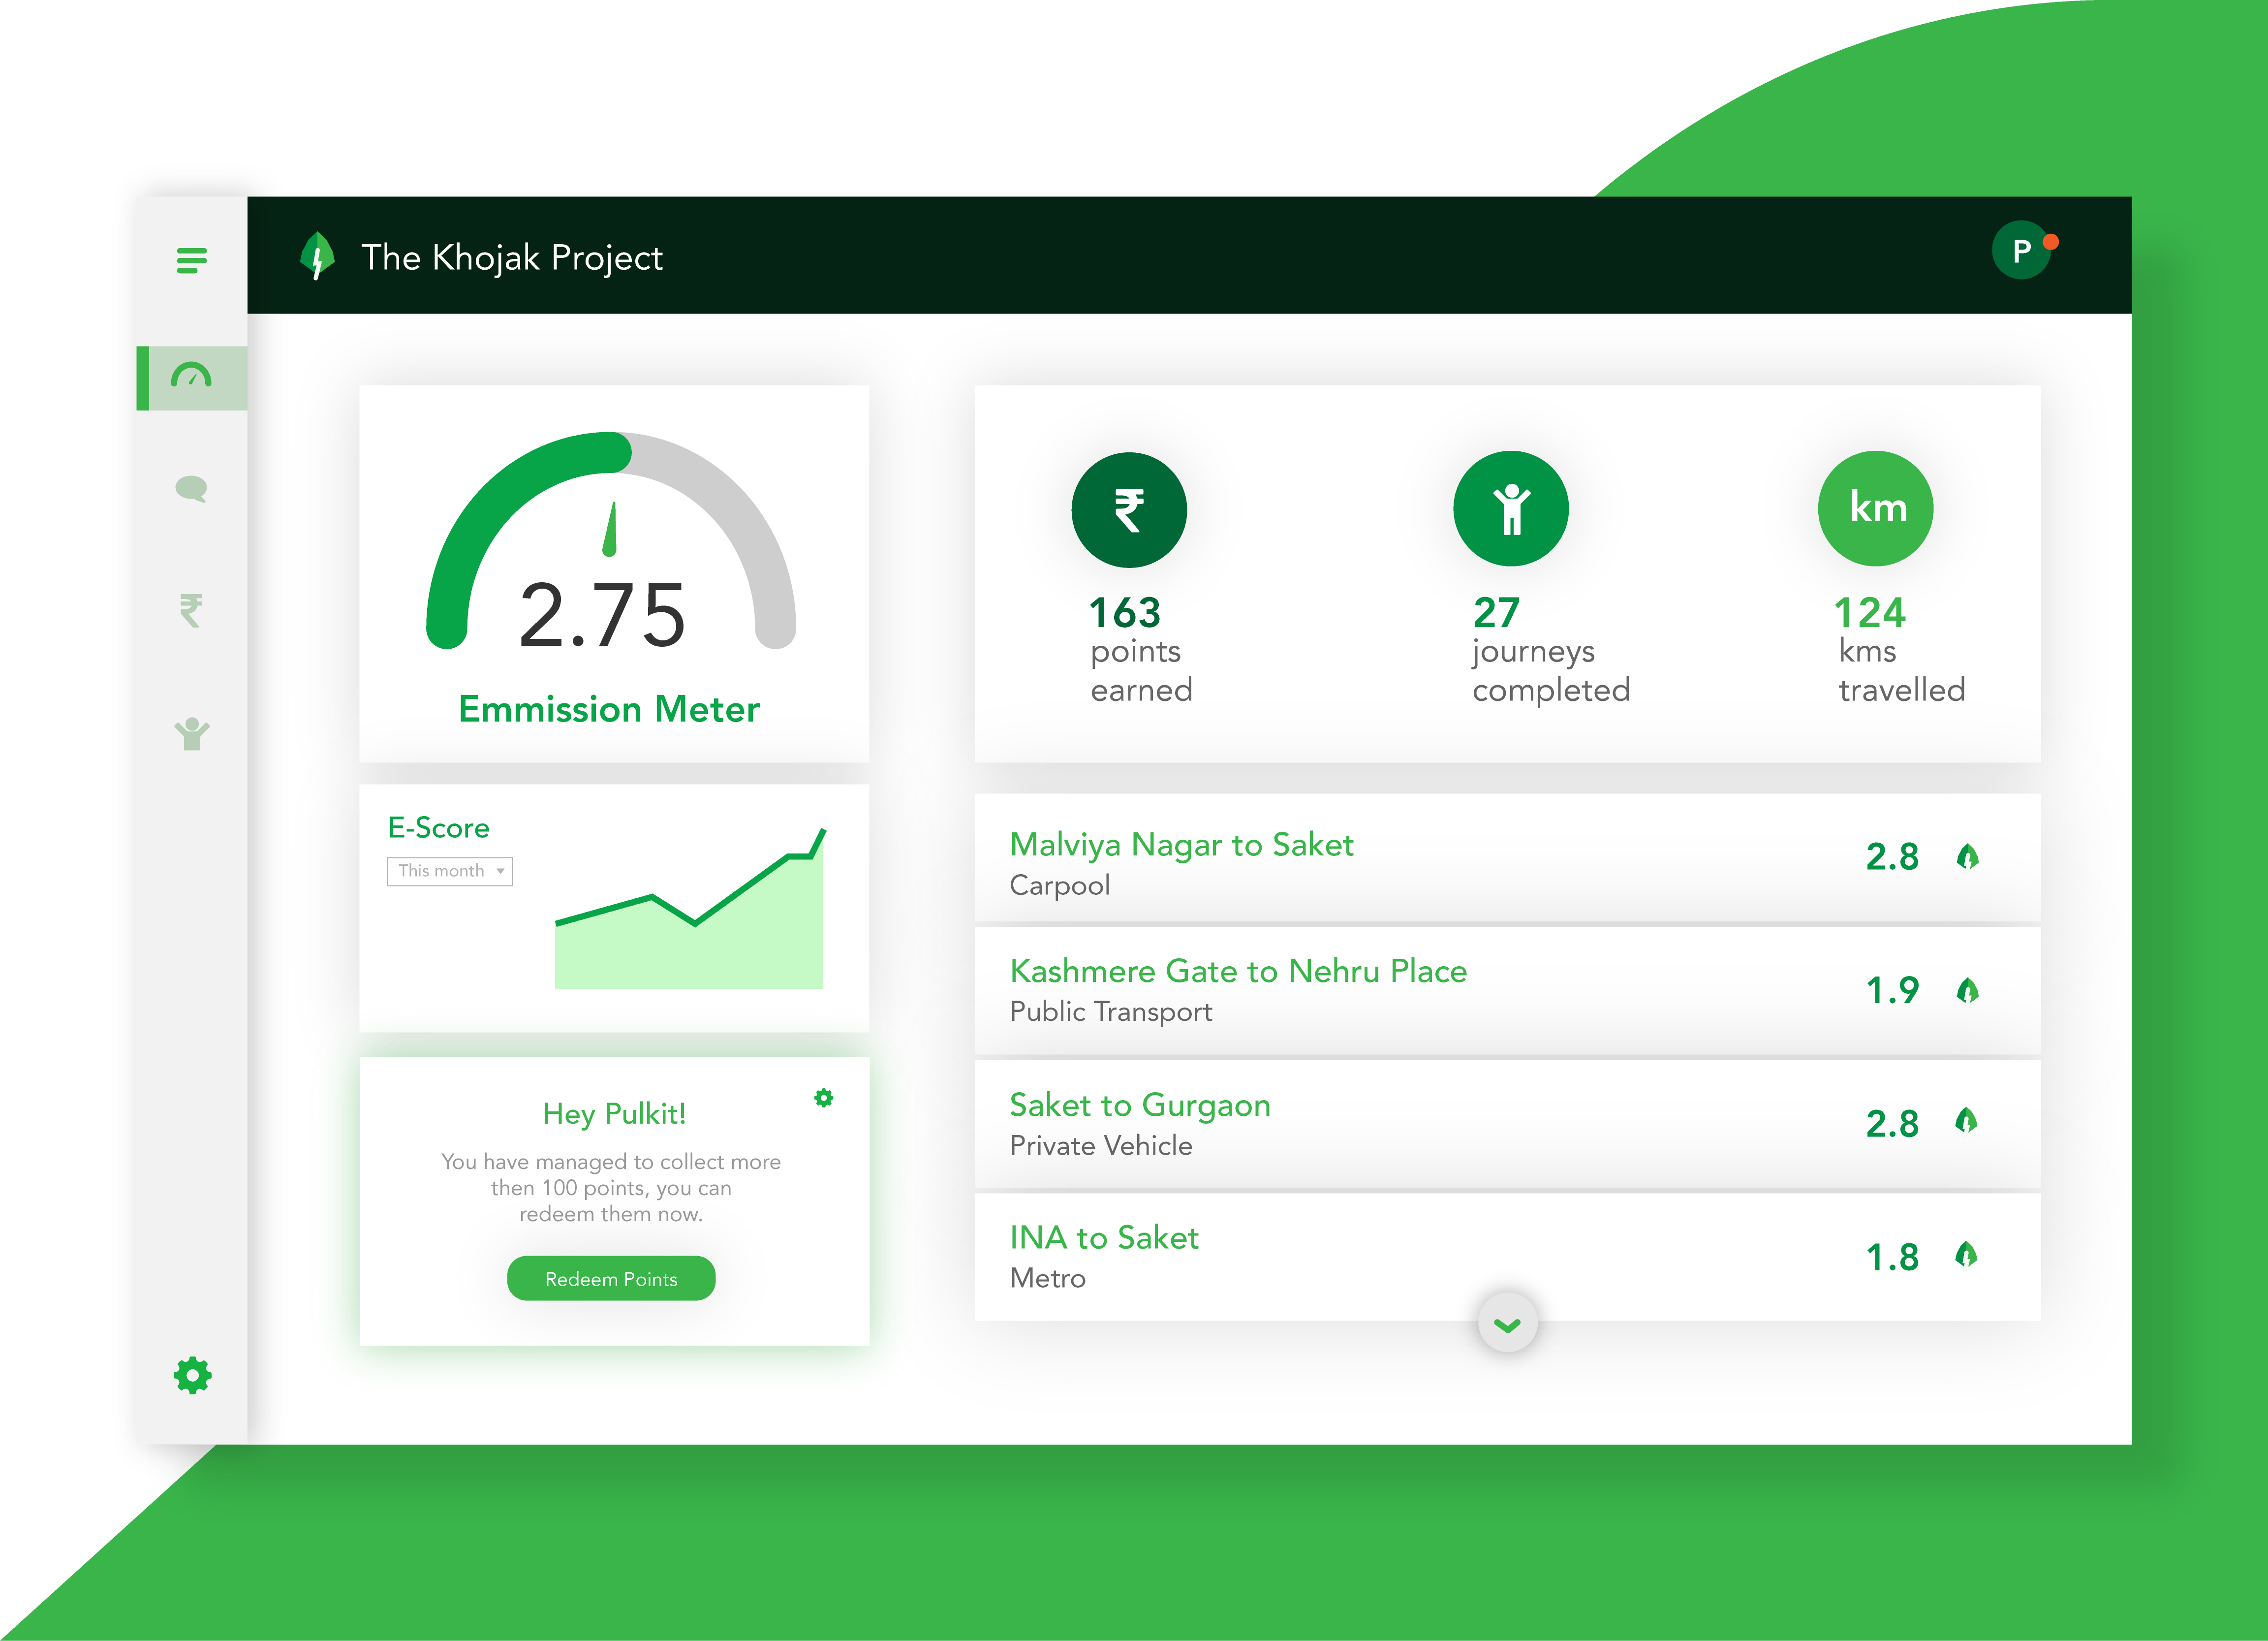 The Khojak Project
P
2.75
Emmission Meter
₹
km
163
points
earned
27
journeys
completed
124
kms
travelled
E-Score
This month
Hey Pulkit!
You have managed to collect more
then 100 points, you can
redeem them now.
Redeem Points
Malviya Nagar to Saket
Carpool
2.8
Kashmere Gate to Nehru Place
Public Transport
1.9
Saket to Gurgaon
Private Vehicle
2.8
INA to Saket
Metro
1.8
₹